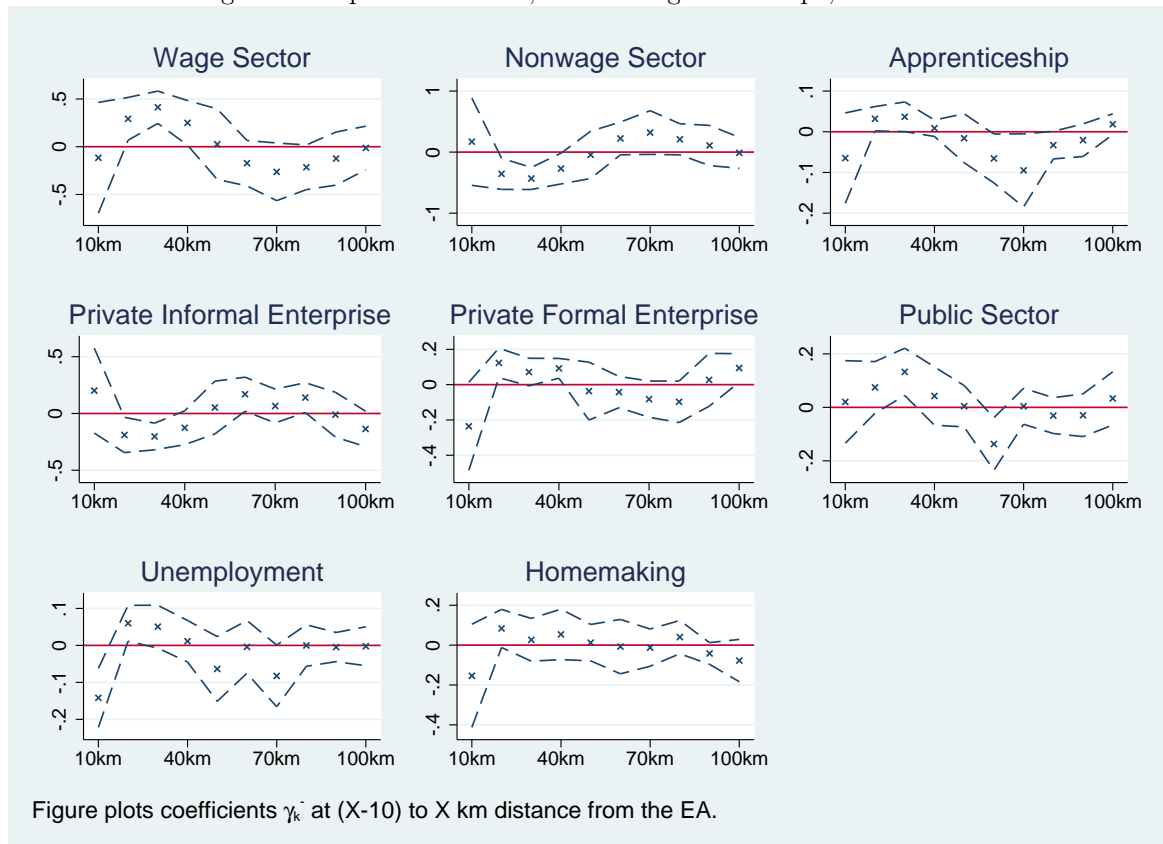 Wage Sector
.5
0
-.5
10km 40km 70km 100km
Nonwage Sector
1
0
-1
10km 40km 70km 100km
Apprenticeship
.1
0
-.1
-.2
10km 40km 70km 100km
Private Informal Enterprise
.5
0
-.5
10km 40km 70km 100km
Private Formal Enterprise
.2
0
-.2
-.4
10km 40km 70km 100km
Public Sector
.2
0
-.2
10km 40km 70km 100km
Unemployment
.1
0
-.1
-.2
10km 40km 70km 100km
Homemaking
.2
0
-.2
-.4
10km 40km 70km 100km
Figure plots coefficients γₖ⁻ at (X-10) to X km distance from the EA.